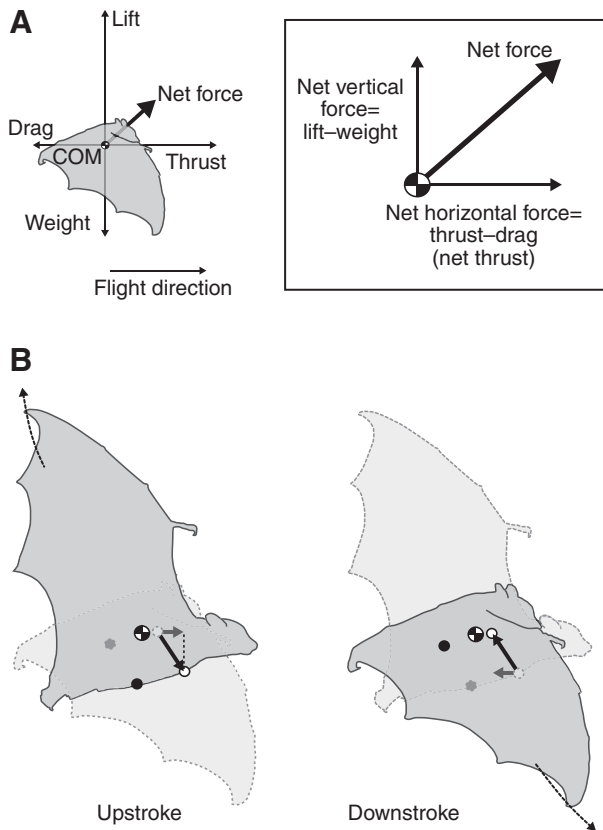 A
Lift
Net force
Drag
COM
Thrust
Weight
Flight direction
Net force
Net vertical
force=
lift–weight
Net horizontal force=
thrust–drag
(net thrust)
B
Upstroke
Downstroke